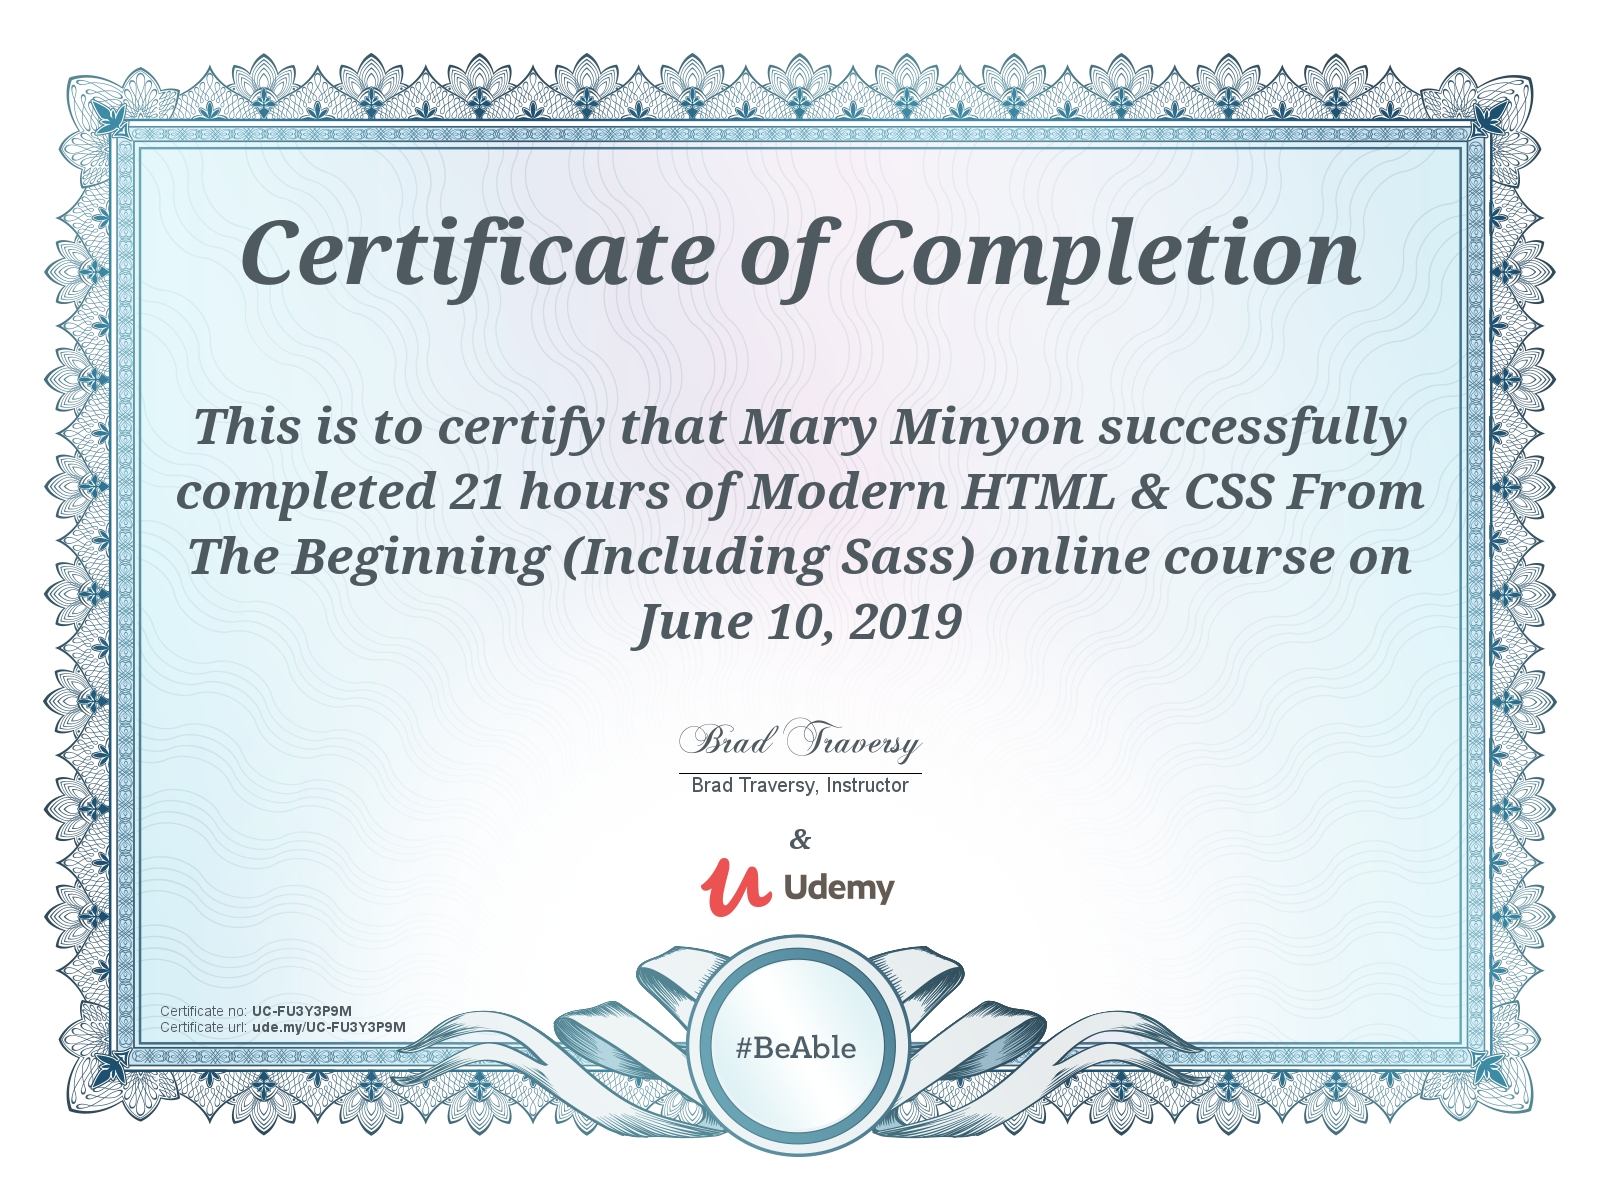 Certificate of Completion
This is to certify that Mary Minyon successfully
completed 21 hours of Modern HTML & CSS From
The Beginning (Including Sass) online course on
June 10, 2019
Brad Traversy
Brad Traversy, Instructor
&
Udemy
Certificate no: UC-FU3Y3P9M
Certificate url: ude.my/UC-FU3Y3P9M
#BeAble